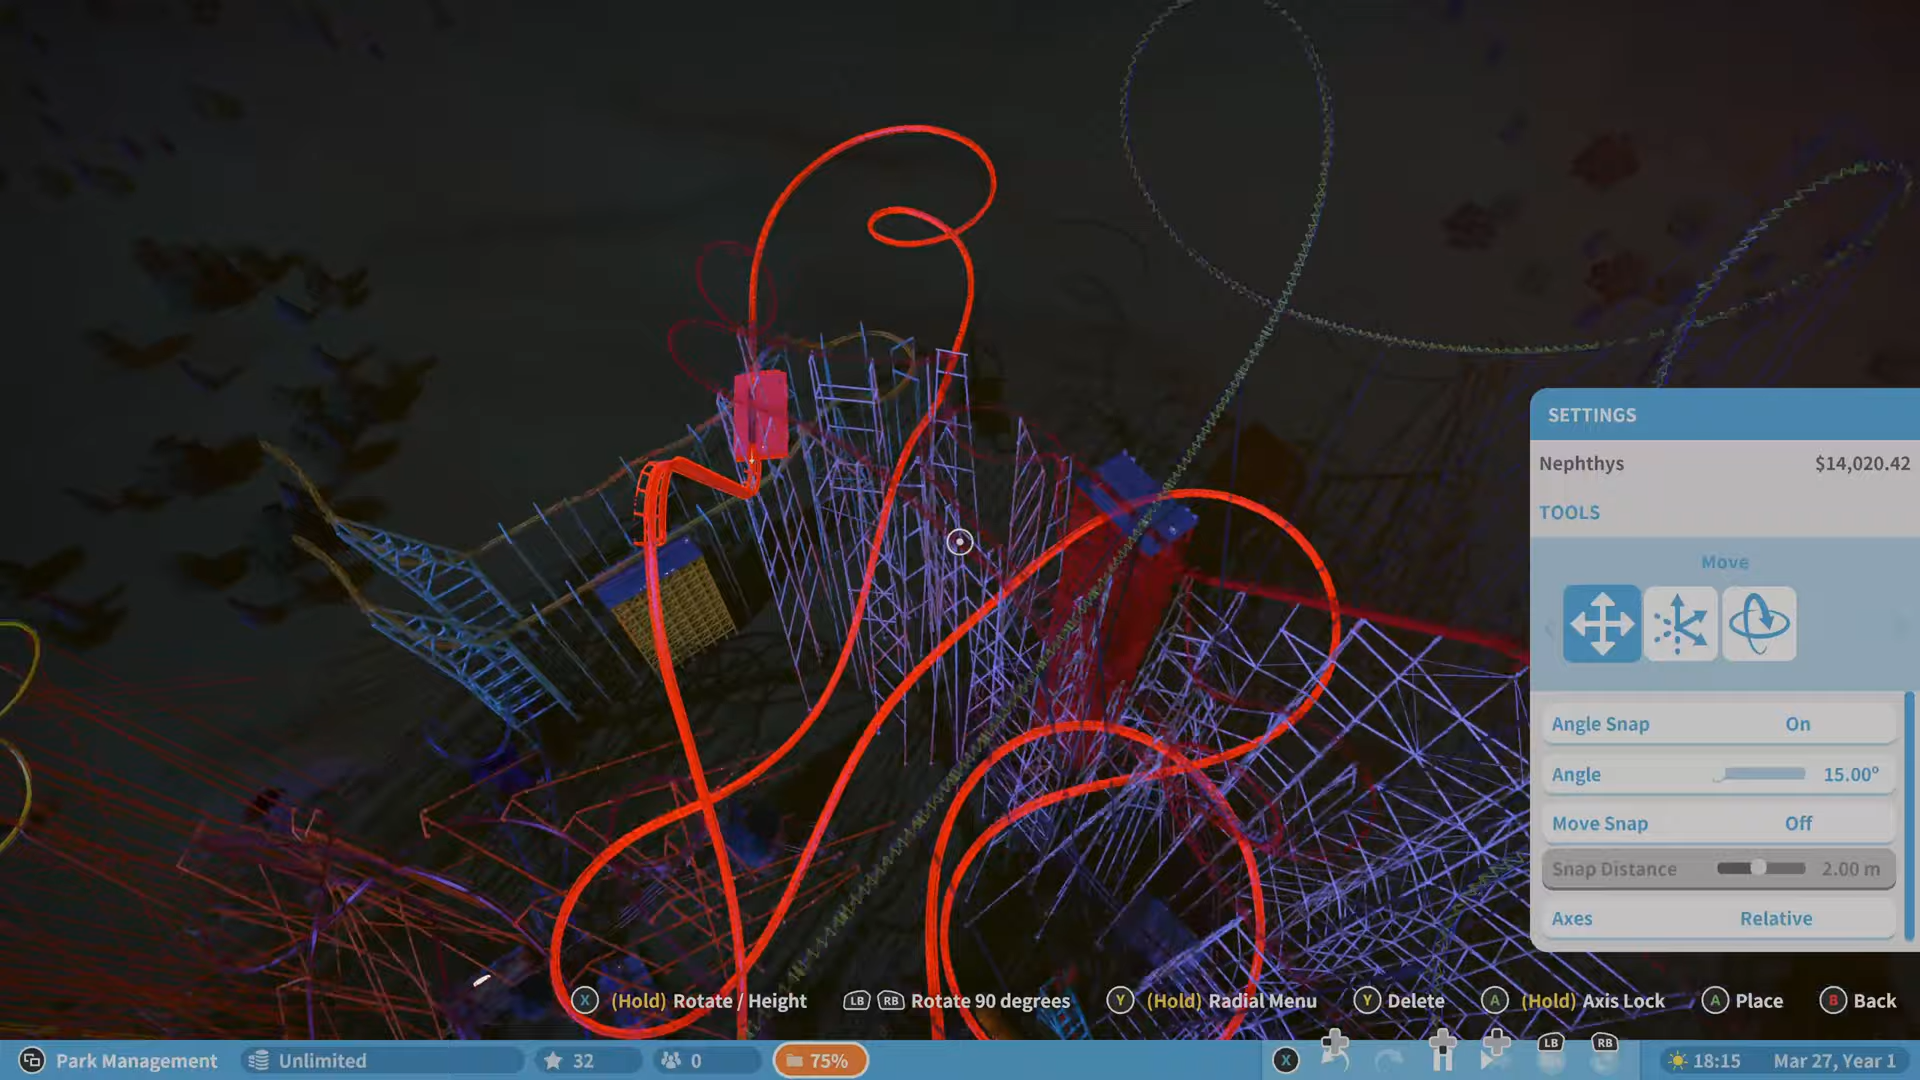 SETTINGS
Nephthys $14,020.42
TOOLS
Move
Angle Snap On
Angle 15.00°
Move Snap Off
Snap Distance 2.00 m
Axes Relative
X (Hold) Rotate / Height LB RB Rotate 90 degrees Y (Hold) Radial Menu Y Delete A (Hold) Axis Lock A Place B Back
Park Management Unlimited 32 0 75% X LB RB 18:15 Mar 27, Year 1